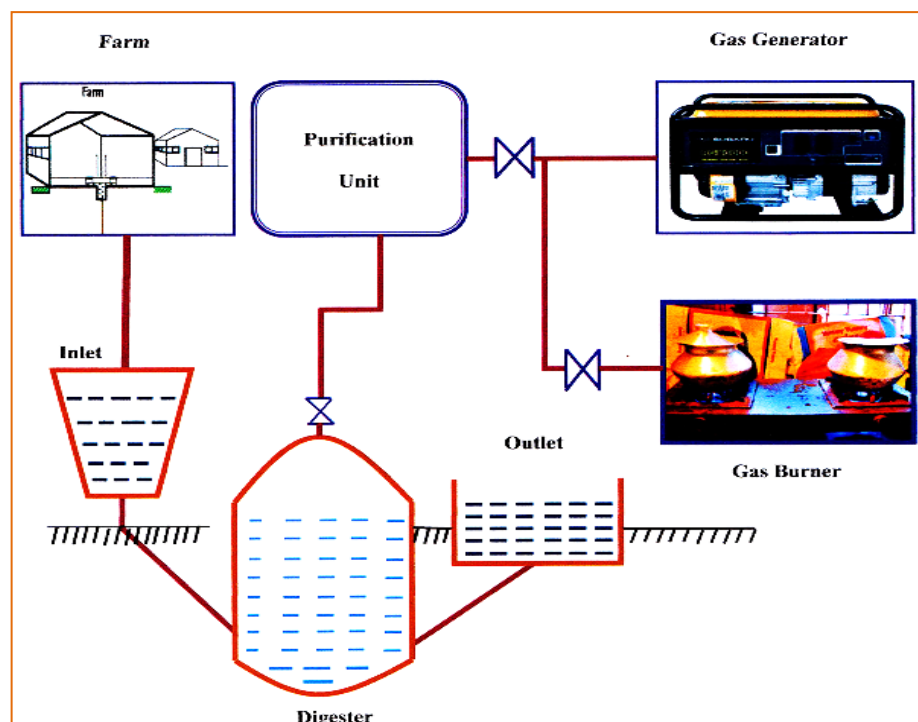 Farm
Gas Generator
Farm
Purification
Unit
Inlet
Outlet
Gas Burner
Digester